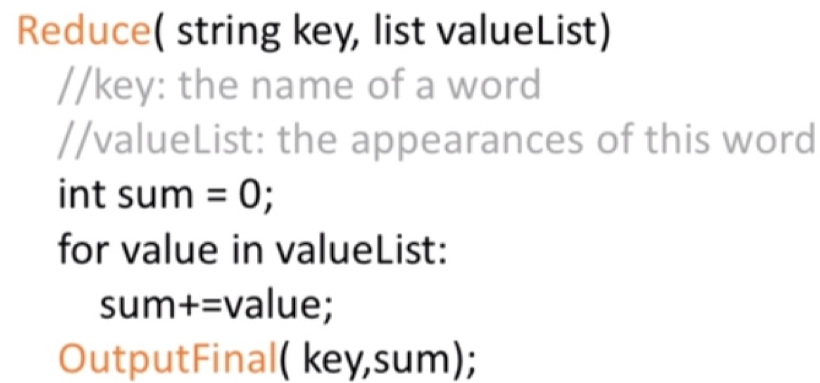 Reduce( string key, list valueList)
//key: the name of a word
//valueList: the appearances of this word
int sum = 0;
for value in valueList:
sum+=value;
OutputFinal( key,sum);